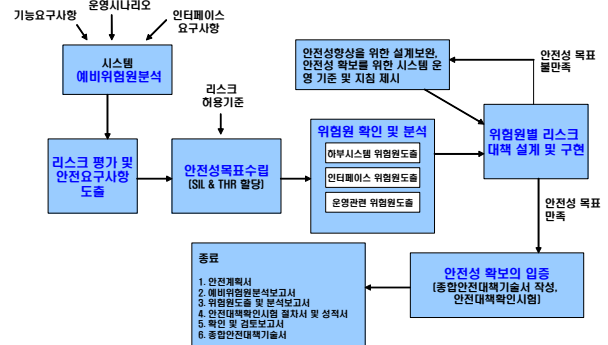 운영시나리오
기능요구사항
인터페이스
요구사항
시스템
예비위험원분석
리스크
허용기준
안전성향상을 위한 설계보완,
안전성 확보를 위한 시스템 운
영 기준 및 지침 제시
안전성 목표
불만족
리스크 평가 및
안전요구사항
도출
안전성목표수립
(SIL & THR 할당)
위험원 확인 및 분석
하부시스템 위험원도출
인터페이스 위험원도출
운영관련 위험원도출
위험원별 리스크
대책 설계 및 구현
안전성 목표
만족
종료
1. 안전계획서
2. 예비위험원분석보고서
3. 위험원도출 및 분석보고서
4. 안전대책확인시험 절차서 및 성적서
5. 확인 및 검토보고서
6. 종합안전대책기술서
안전성 확보의 입증
(종합안전대책기술서 작성,
안전대책확인시험)